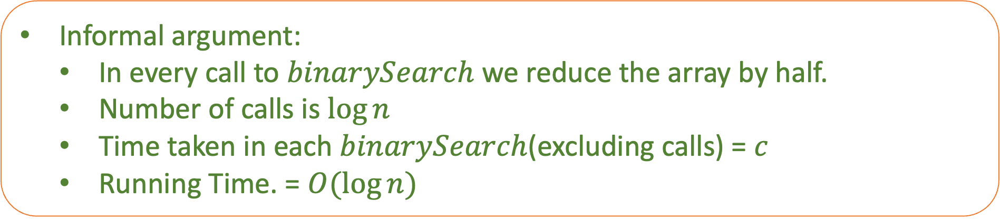 • Informal argument:
• In every call to binarySearch we reduce the array by half.
• Number of calls is log n
• Time taken in each binarySearch(excluding calls) = c
• Running Time. = O(log n)